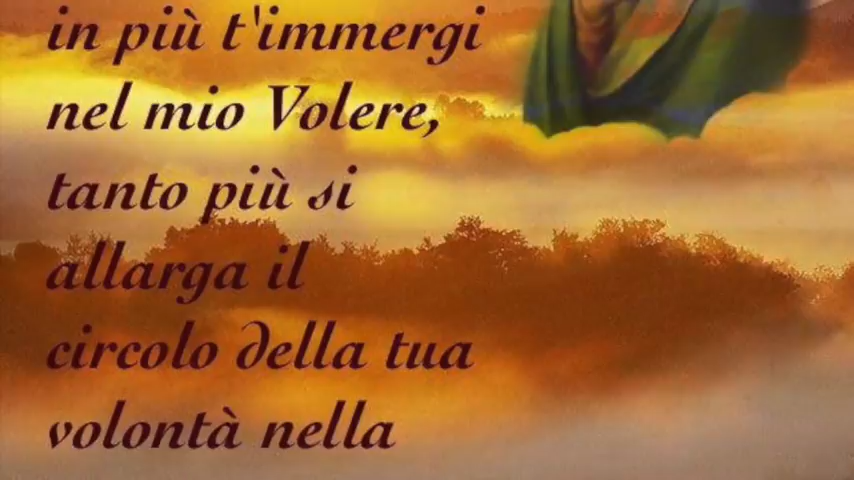 in più t'immergi
nel mio Volere,
tanto più si
allarga il
circolo della tua
volontà nella